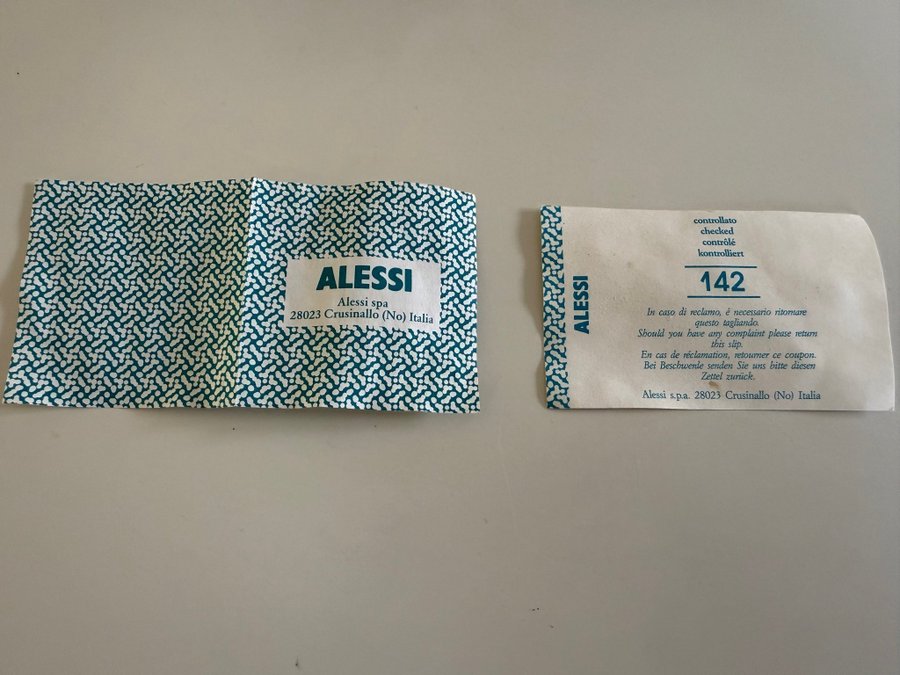 ALESSI
Alessi spa
28023 Crusinallo (No) Italia
ALESSI
controllato
checked
contrôlé
kontrolliert
142
In caso di reclamo, è necessario ritornare
questo tagliando.
Should you have any complaint please return
this slip.
En cas de réclamation, retourner ce coupon.
Bei Beschwerde senden Sie uns bitte diesen
Zettel zurück.
Alessi s.p.a. 28023 Crusinallo (No) Italia